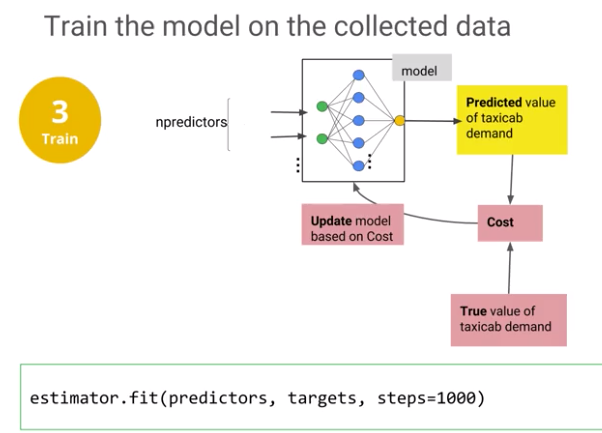 Train the model on the collected data
3
Train
npredictors
model
Predicted value
of taxicab
demand
Update model
based on Cost
Cost
True value of
taxicab demand
estimator.fit(predictors, targets, steps=1000)